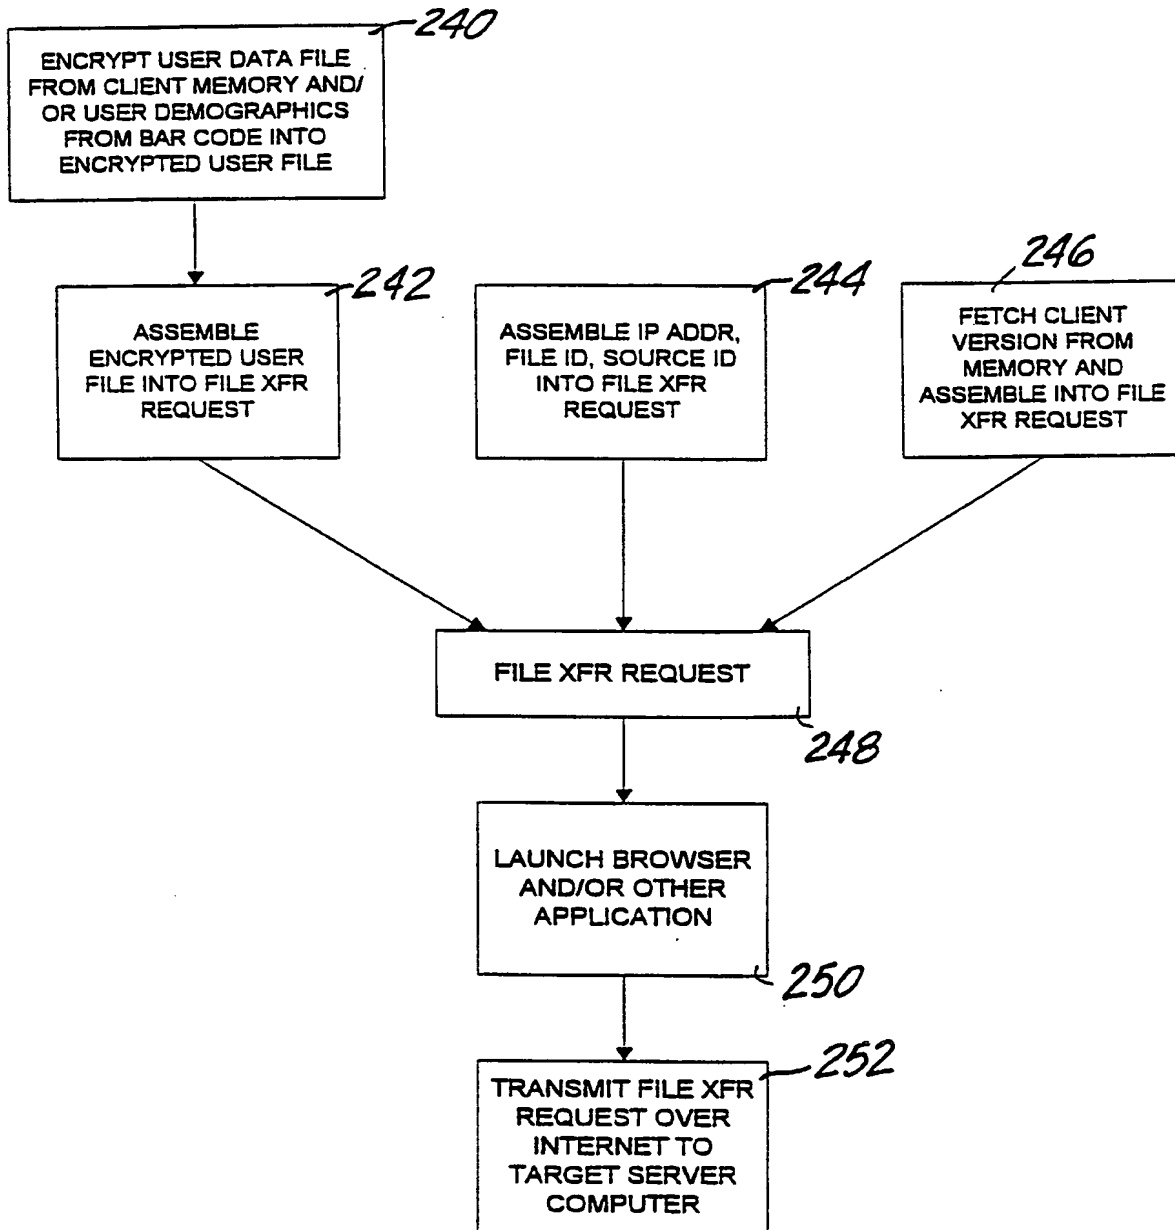 240
ENCRYPT USER DATA FILE
FROM CLIENT MEMORY AND/
OR USER DEMOGRAPHICS
FROM BAR CODE INTO
ENCRYPTED USER FILE
242
ASSEMBLE
ENCRYPTED USER
FILE INTO FILE XFR
REQUEST
244
ASSEMBLE IP ADDR,
FILE ID, SOURCE ID
INTO FILE XFR
REQUEST
246
FETCH CLIENT
VERSION FROM
MEMORY AND
ASSEMBLE INTO FILE
XFR REQUEST
FILE XFR REQUEST
248
LAUNCH BROWSER
AND/OR OTHER
APPLICATION
250
252
TRANSMIT FILE XFR
REQUEST OVER
INTERNET TO
TARGET SERVER
COMPUTER